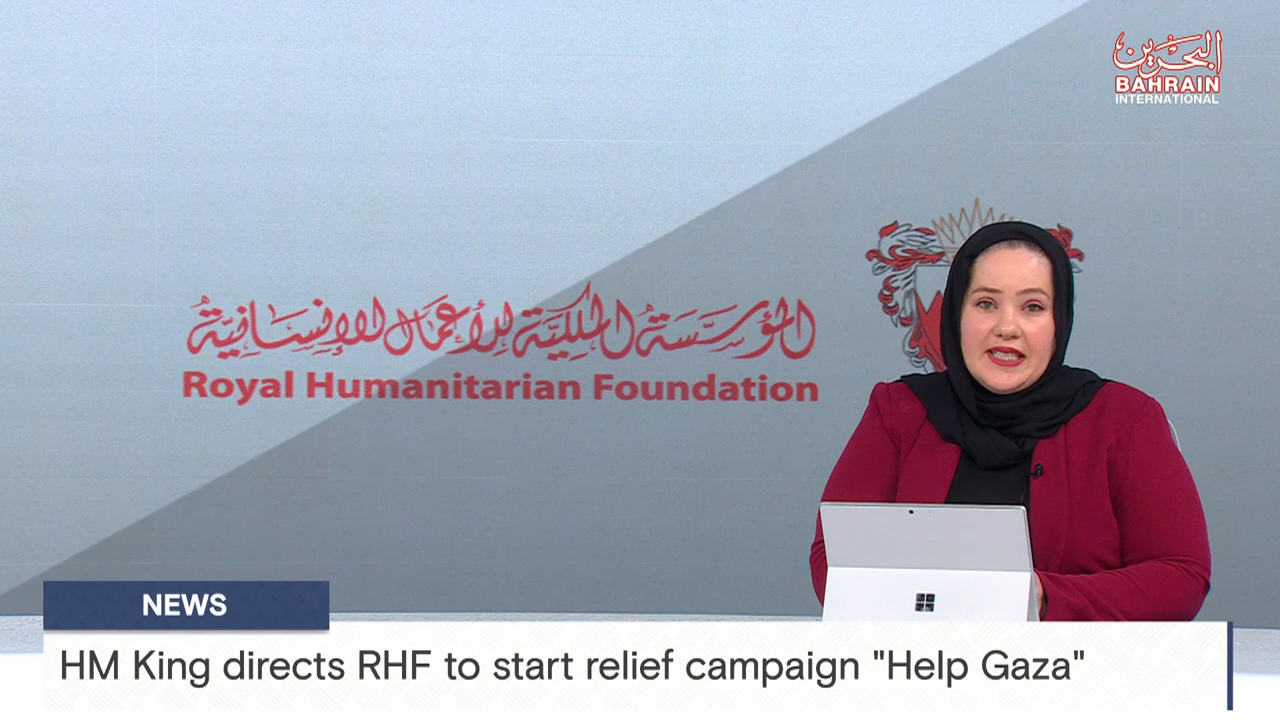 البحرين
BAHRAIN
INTERNATIONAL
المؤسسة الملكية للأعمال الإنسانية
Royal Humanitarian Foundation
NEWS
HM King directs RHF to start relief campaign "Help Gaza"